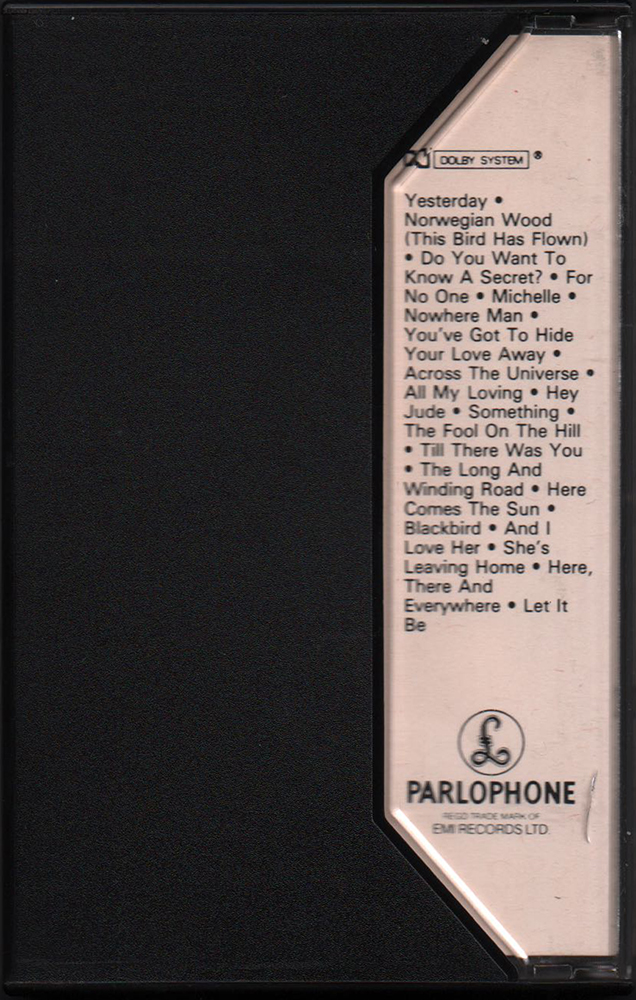 DOLBY SYSTEM ®
Yesterday •
Norwegian Wood
(This Bird Has Flown)
• Do You Want To
Know A Secret? • For
No One • Michelle •
Nowhere Man •
You've Got To Hide
Your Love Away •
Across The Universe •
All My Loving • Hey
Jude • Something •
The Fool On The Hill
• Till There Was You
• The Long And
Winding Road • Here
Comes The Sun •
Blackbird • And I
Love Her • She's
Leaving Home • Here,
There And
Everywhere • Let It
Be
£
PARLOPHONE
REGD TRADE MARK OF
EMI RECORDS LTD.